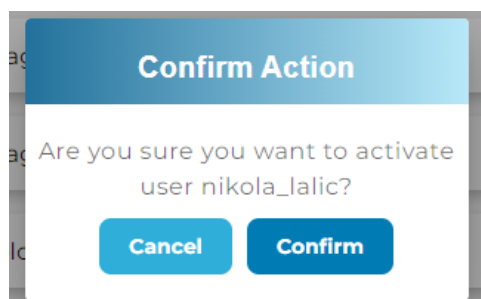 Confirm Action
Are you sure you want to activate
user nikola_lalic?
Cancel Confirm